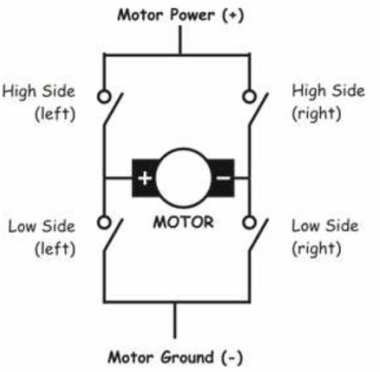 Motor Power (+)
High Side
(left)
High Side
(right)
+
−
MOTOR
Low Side
(left)
Low Side
(right)
Motor Ground (-)